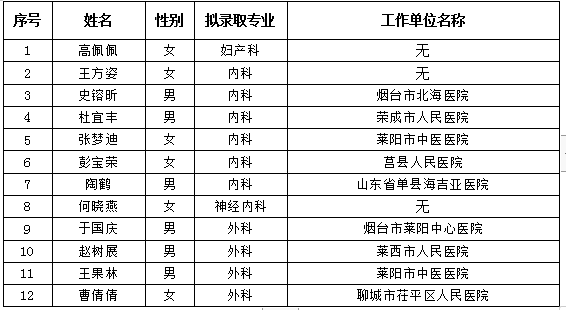 序号 姓名 性别 拟录取专业 工作单位名称
1 高佩佩 女 妇产科 无
2 王方姿 女 内科 无
3 史镕昕 男 内科 烟台市北海医院
4 杜宜丰 男 内科 荣成市人民医院
5 张梦迪 女 内科 莱阳市中医医院
6 彭宝荣 女 内科 莒县人民医院
7 陶鹤 男 内科 山东省单县海吉亚医院
8 何晓燕 女 神经内科 无
9 于国庆 男 外科 烟台市莱阳中心医院
10 赵树展 男 外科 莱西市人民医院
11 王果林 男 外科 莱阳市中医医院
12 曹倩倩 女 外科 聊城市茌平区人民医院